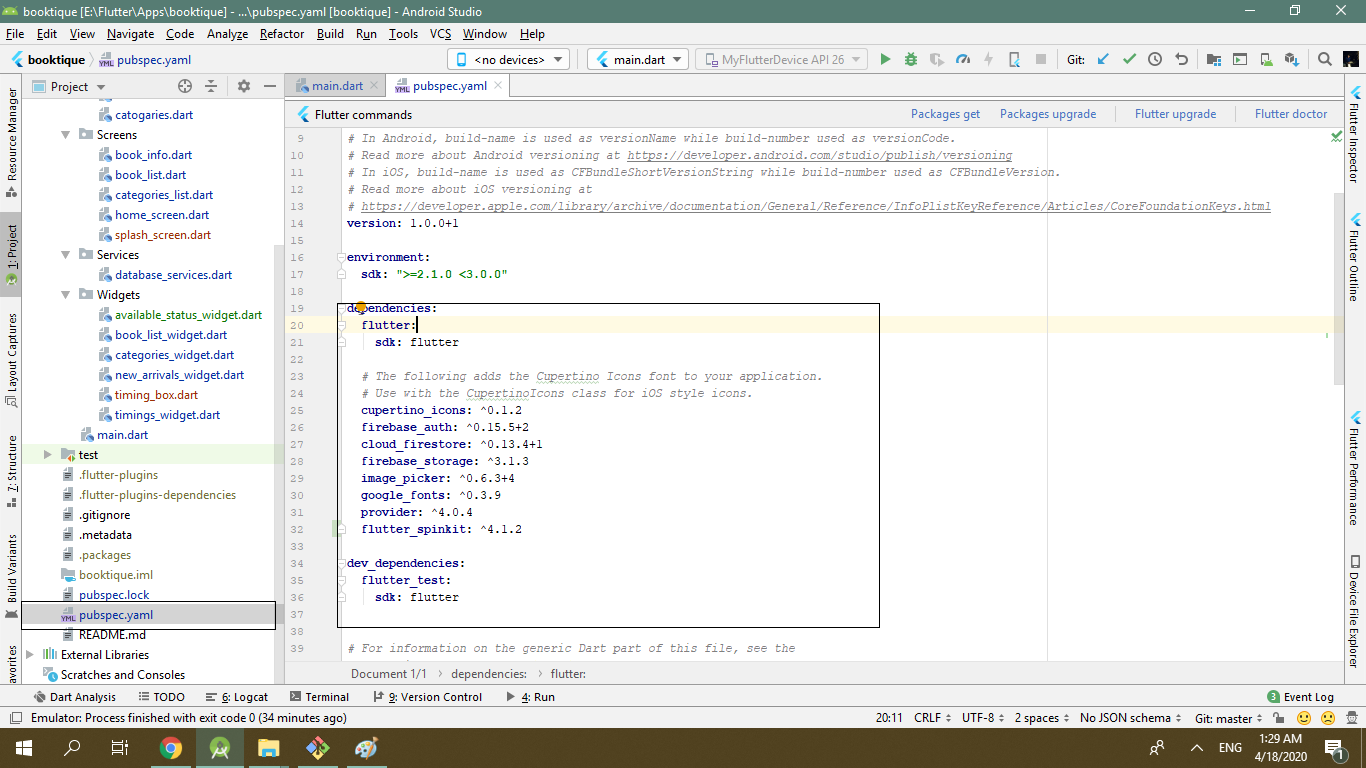 booktique [E:\Flutter\Apps\booktique] - ...\pubspec.yaml [booktique] - Android Studio
File Edit View Navigate Code Analyze Refactor Build Run Tools VCS Window Help
booktique pubspec.yaml <no devices> main.dart MyFlutterDevice API 26 Git:
Project main.dart pubspec.yaml
Flutter commands Packages get Packages upgrade Flutter upgrade Flutter doctor
Resource Manager
1: Project
Layout Captures
7: Structure
Build Variants
avorites
catogaries.dart
Screens
book_info.dart
book_list.dart
categories_list.dart
home_screen.dart
splash_screen.dart
Services
database_services.dart
Widgets
available_status_widget.dart
book_list_widget.dart
categories_widget.dart
new_arrivals_widget.dart
timing_box.dart
timings_widget.dart
main.dart
test
.flutter-plugins
.flutter-plugins-dependencies
.gitignore
.metadata
.packages
booktique.iml
pubspec.lock
pubspec.yaml
README.md
External Libraries
Scratches and Consoles
9 # In Android, build-name is used as versionName while build-number used as versionCode.
10 # Read more about Android versioning at https://developer.android.com/studio/publish/versioning
11 # In iOS, build-name is used as CFBundleShortVersionString while build-number used as CFBundleVersion.
12 # Read more about iOS versioning at
13 # https://developer.apple.com/library/archive/documentation/General/Reference/InfoPlistKeyReference/Articles/CoreFoundationKeys.html
14 version: 1.0.0+1
15
16 environment:
17 sdk: ">=2.1.0 <3.0.0"
18
19 dependencies:
20 flutter:
21 sdk: flutter
22
23 # The following adds the Cupertino Icons font to your application.
24 # Use with the CupertinoIcons class for iOS style icons.
25 cupertino_icons: ^0.1.2
26 firebase_auth: ^0.15.5+2
27 cloud_firestore: ^0.13.4+1
28 firebase_storage: ^3.1.3
29 image_picker: ^0.6.3+4
30 google_fonts: ^0.3.9
31 provider: ^4.0.4
32 flutter_spinkit: ^4.1.2
33
34 dev_dependencies:
35 flutter_test:
36 sdk: flutter
37
38
39 # For information on the generic Dart part of this file, see the
Document 1/1 dependencies: flutter:
Flutter Inspector
Flutter Outline
Flutter Performance
Device File Explorer
Dart Analysis TODO 6: Logcat Terminal 9: Version Control 4: Run 3 Event Log
Emulator: Process finished with exit code 0 (34 minutes ago) 20:11 CRLF UTF-8 2 spaces No JSON schema Git: master
ENG 1:29 AM
4/18/2020 1